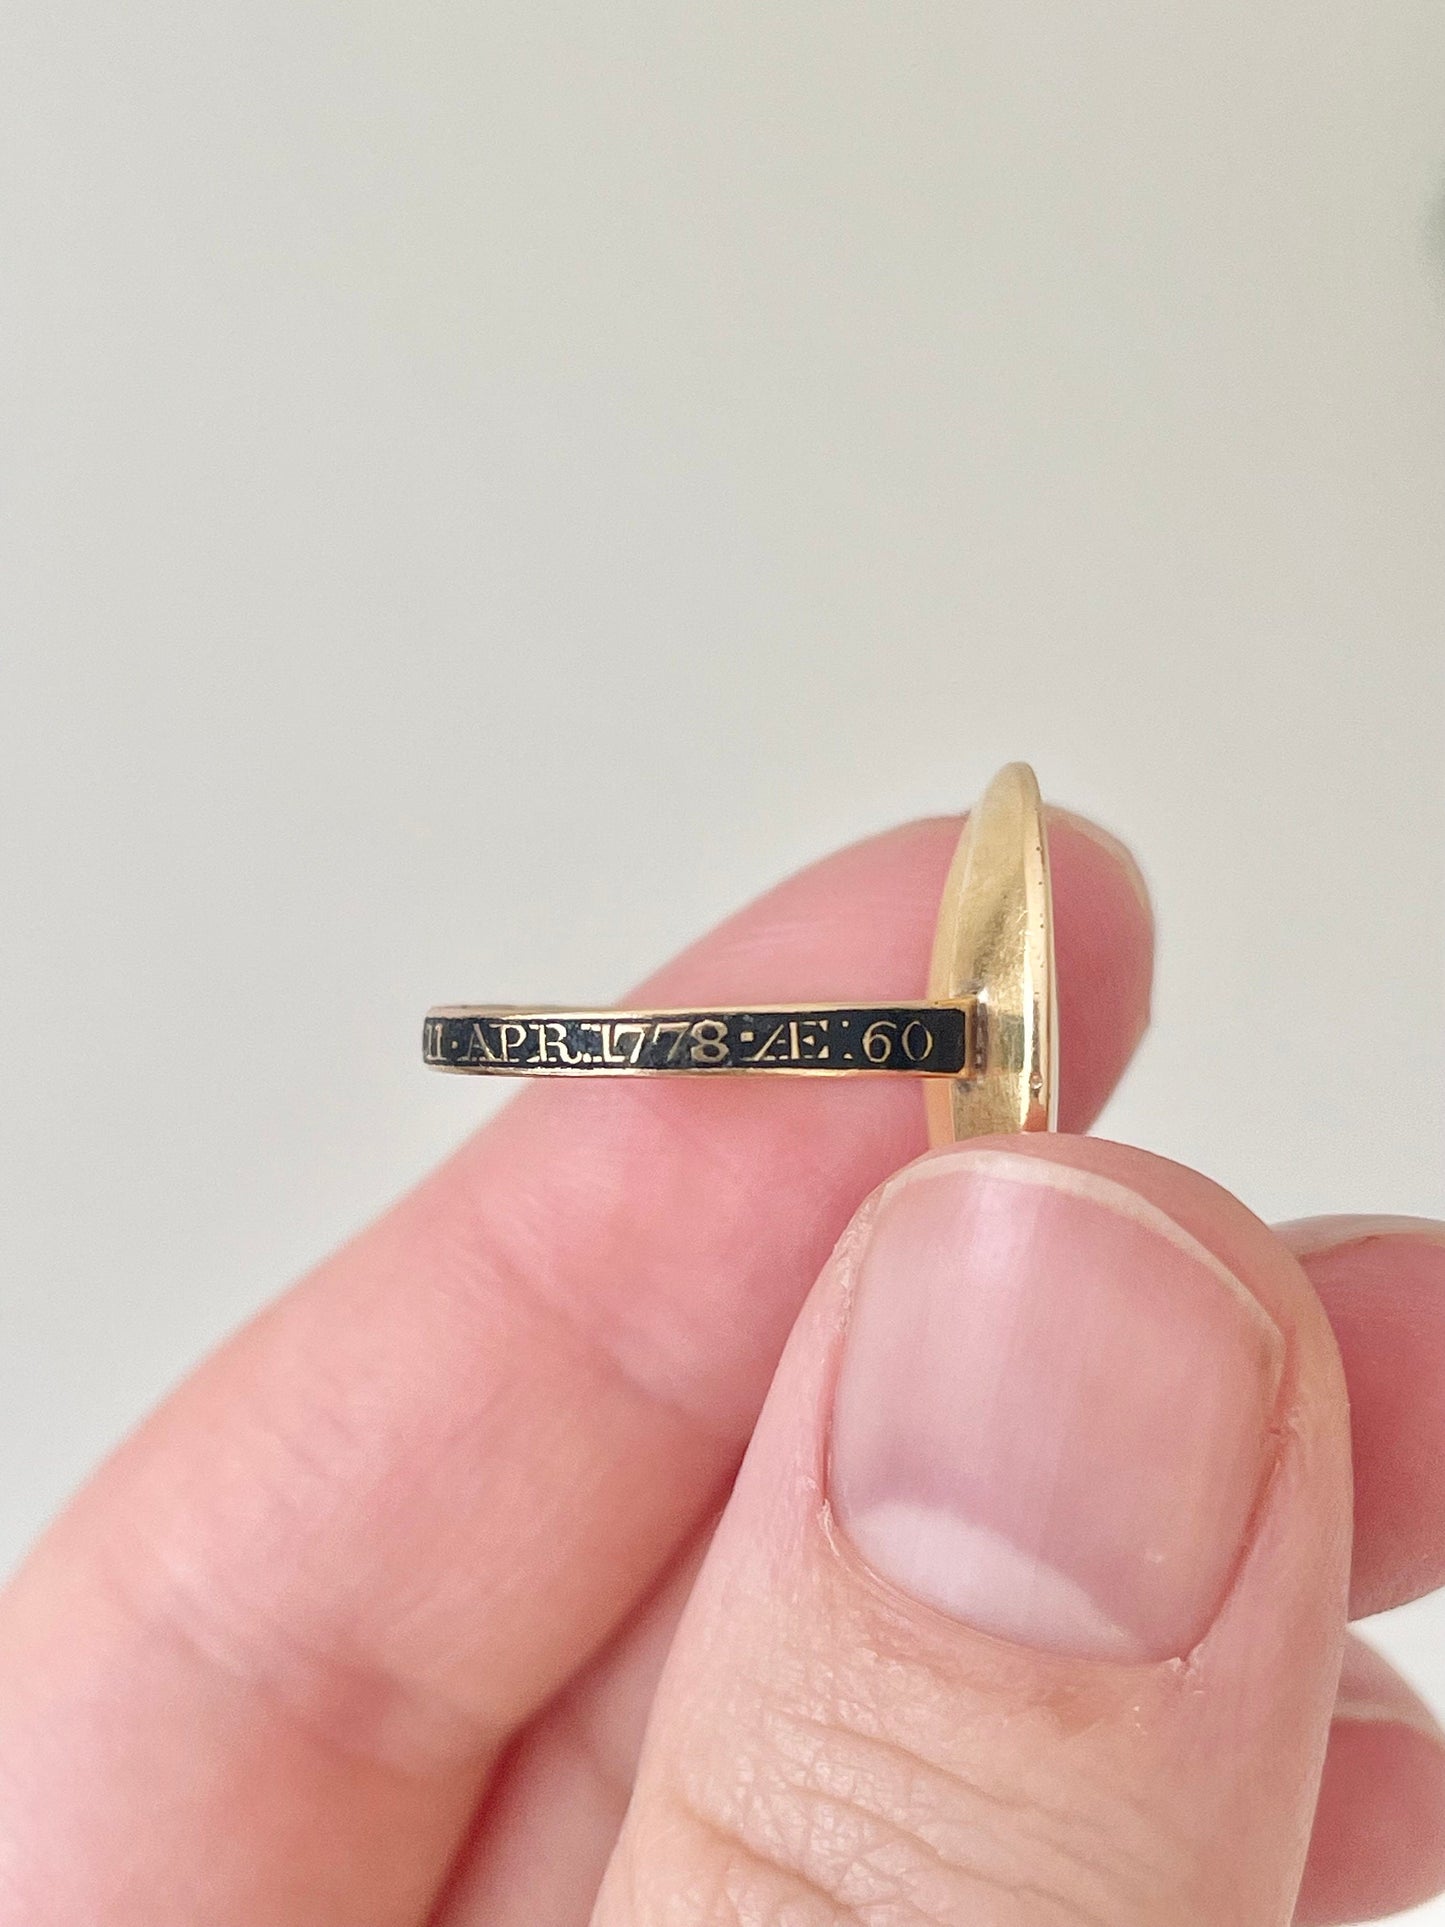 11 · APR. 1778 · Æ : 60